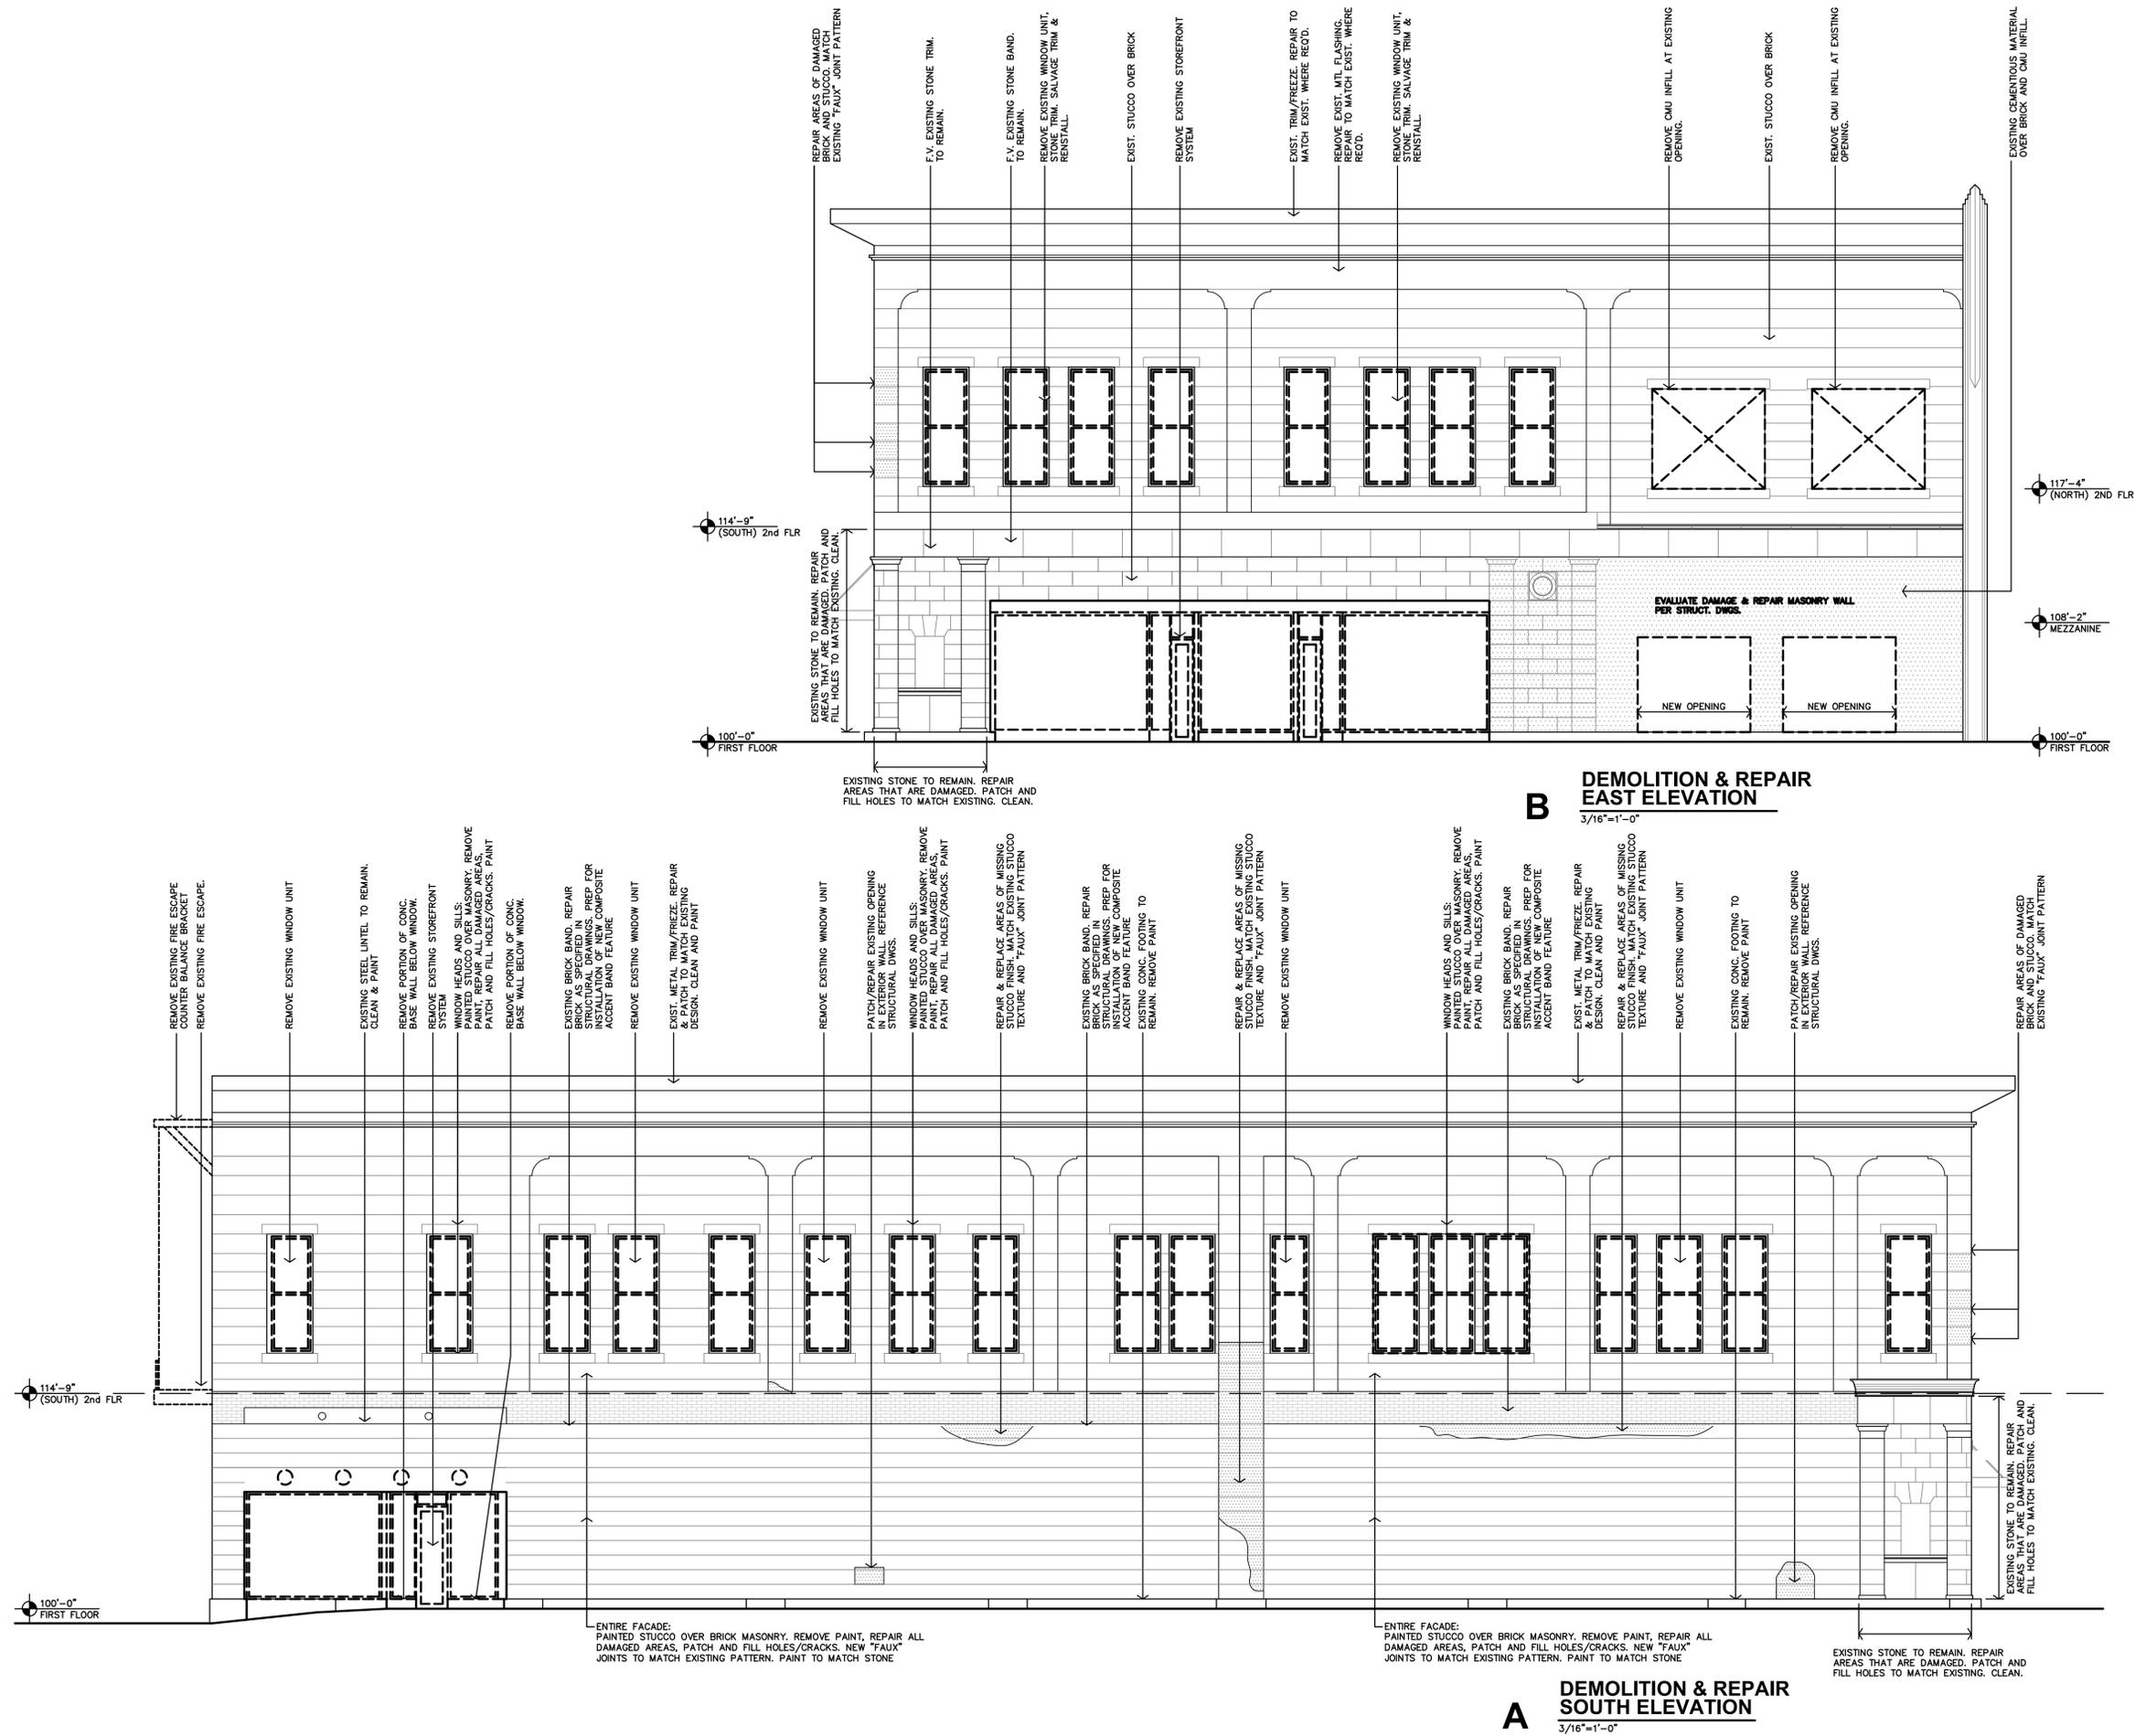 REPAIR AREAS OF DAMAGED
BRICK AND STUCCO. MATCH
EXISTING "FAUX" JOINT PATTERN
F.V. EXISTING STONE TRIM.
TO REMAIN.
F.V. EXISTING STONE BAND.
TO REMAIN.
REMOVE EXISTING WINDOW UNIT,
STONE TRIM. SALVAGE TRIM &
RENSTALL.
EXIST. STUCCO OVER BRICK
REMOVE EXISTING STOREFRONT
SYSTEM
EXIST. TRIM/FREEZE. REPAIR TO
MATCH EXIST. WHERE REQ'D.
REMOVE EXIST. MTL FLASHING.
REPAIR TO MATCH EXIST. WHERE
REQ'D.
REMOVE EXISTING WINDOW UNIT,
STONE TRIM. SALVAGE TRIM &
RENSTALL.
REMOVE CMU INFILL AT EXISTING
OPENING.
EXIST. STUCCO OVER BRICK
REMOVE CMU INFILL AT EXISTING
OPENING.
EXISTING CEMENTIOUS MATERIAL
OVER BRICK AND CMU INFILL.
117'-4"
(NORTH) 2ND FLR
114'-9"
(SOUTH) 2nd FLR
EXISTING STONE TO REMAIN. REPAIR
AREAS THAT ARE DAMAGED. PATCH AND
FILL HOLES TO MATCH EXISTING. CLEAN.
EVALUATE DAMAGE & REPAIR MASONRY WALL
PER STRUCT. DWGS.
108'-2"
MEZZANINE
NEW OPENING
NEW OPENING
100'-0"
FIRST FLOOR
100'-0"
FIRST FLOOR
EXISTING STONE TO REMAIN. REPAIR
AREAS THAT ARE DAMAGED. PATCH AND
FILL HOLES TO MATCH EXISTING. CLEAN.
B
DEMOLITION & REPAIR
EAST ELEVATION
3/16"=1'-0"
REMOVE EXISTING FIRE ESCAPE
COUNTER BALANCE BRACKET
REMOVE EXISTING FIRE ESCAPE.
REMOVE EXISTING WINDOW UNIT
EXISTING STEEL LINTEL TO REMAIN.
CLEAN & PAINT
REMOVE PORTION OF CONC.
BASE WALL BELOW WINDOW.
REMOVE EXISTING STOREFRONT
SYSTEM
WINDOW HEADS AND SILLS:
PAINTED STUCCO OVER MASONRY. REMOVE
PAINT, REPAIR ALL DAMAGED AREAS,
PATCH AND FILL HOLES/CRACKS. PAINT
REMOVE PORTION OF CONC.
BASE WALL BELOW WINDOW.
EXISTING BRICK BAND. REPAIR
BRICK AS SPECIFIED IN
STRUCTURAL DRAWINGS. PREP FOR
INSTALLATION OF NEW COMPOSITE
ACCENT BAND FEATURE
REMOVE EXISTING WINDOW UNIT
EXIST. METAL TRIM/FRIEZE. REPAIR
& PATCH TO MATCH EXISTING
DESIGN. CLEAN AND PAINT
REMOVE EXISTING WINDOW UNIT
PATCH/REPAIR EXISTING OPENING
IN EXTERIOR WALL. REFERENCE
STRUCTURAL DWGS.
WINDOW HEADS AND SILLS:
PAINTED STUCCO OVER MASONRY. REMOVE
PAINT, REPAIR ALL DAMAGED AREAS,
PATCH AND FILL HOLES/CRACKS. PAINT
REPAIR & REPLACE AREAS OF MISSING
STUCCO FINISH. MATCH EXISTING STUCCO
TEXTURE AND "FAUX" JOINT PATTERN
EXISTING BRICK BAND. REPAIR
BRICK AS SPECIFIED IN
STRUCTURAL DRAWINGS. PREP FOR
INSTALLATION OF NEW COMPOSITE
ACCENT BAND FEATURE
EXISTING CONC. FOOTING TO
REMAIN. REMOVE PAINT
REPAIR & REPLACE AREAS OF MISSING
STUCCO FINISH. MATCH EXISTING STUCCO
TEXTURE AND "FAUX" JOINT PATTERN
REMOVE EXISTING WINDOW UNIT
WINDOW HEADS AND SILLS:
PAINTED STUCCO OVER MASONRY. REMOVE
PAINT, REPAIR ALL DAMAGED AREAS,
PATCH AND FILL HOLES/CRACKS. PAINT
EXISTING BRICK BAND. REPAIR
BRICK AS SPECIFIED IN
STRUCTURAL DRAWINGS. PREP FOR
INSTALLATION OF NEW COMPOSITE
ACCENT BAND FEATURE
EXIST. METAL TRIM/FRIEZE. REPAIR
& PATCH TO MATCH EXISTING
DESIGN. CLEAN AND PAINT
REPAIR & REPLACE AREAS OF MISSING
STUCCO FINISH. MATCH EXISTING STUCCO
TEXTURE AND "FAUX" JOINT PATTERN
REMOVE EXISTING WINDOW UNIT
EXISTING CONC. FOOTING TO
REMAIN. REMOVE PAINT
PATCH/REPAIR EXISTING OPENING
IN EXTERIOR WALL. REFERENCE
STRUCTURAL DWGS.
REPAIR AREAS OF DAMAGED
BRICK AND STUCCO. MATCH
EXISTING "FAUX" JOINT PATTERN
114'-9"
(SOUTH) 2nd FLR
EXISTING STONE TO REMAIN. REPAIR
AREAS THAT ARE DAMAGED. PATCH AND
FILL HOLES TO MATCH EXISTING. CLEAN.
100'-0"
FIRST FLOOR
ENTIRE FACADE:
PAINTED STUCCO OVER BRICK MASONRY. REMOVE PAINT, REPAIR ALL
DAMAGED AREAS, PATCH AND FILL HOLES/CRACKS. NEW "FAUX"
JOINTS TO MATCH EXISTING PATTERN. PAINT TO MATCH STONE
ENTIRE FACADE:
PAINTED STUCCO OVER BRICK MASONRY. REMOVE PAINT, REPAIR ALL
DAMAGED AREAS, PATCH AND FILL HOLES/CRACKS. NEW "FAUX"
JOINTS TO MATCH EXISTING PATTERN. PAINT TO MATCH STONE
EXISTING STONE TO REMAIN. REPAIR
AREAS THAT ARE DAMAGED. PATCH AND
FILL HOLES TO MATCH EXISTING. CLEAN.
A
DEMOLITION & REPAIR
SOUTH ELEVATION
3/16"=1'-0"